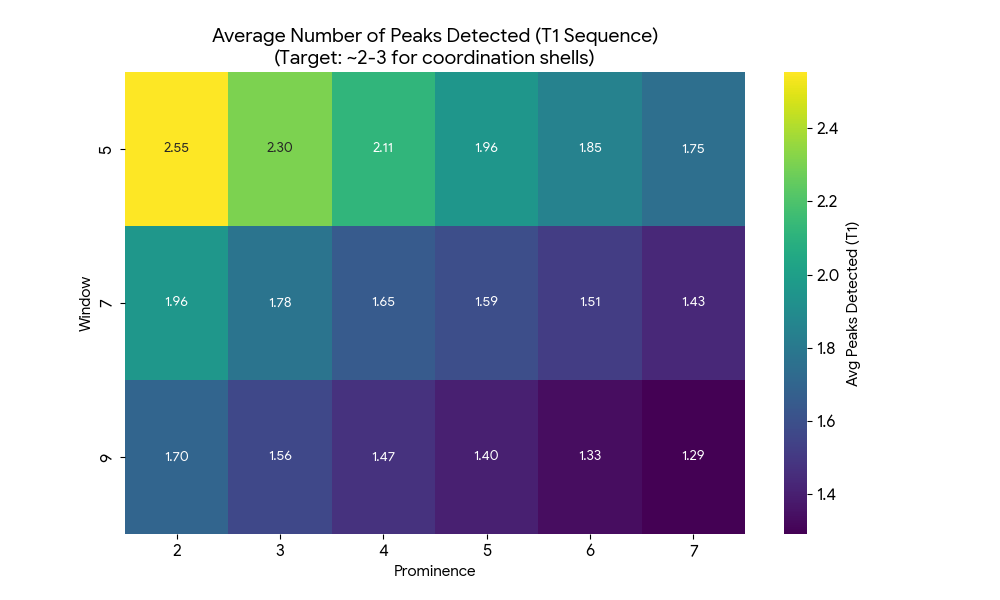 Average Number of Peaks Detected (T1 Sequence)
(Target: ~2-3 for coordination shells)
2.55 2.30 2.11 1.96 1.85 1.75
1.96 1.78 1.65 1.59 1.51 1.43
1.70 1.56 1.47 1.40 1.33 1.29
5
7
9
Window
2 3 4 5 6 7
Prominence
2.4
2.2
2.0
1.8
1.6
1.4
Avg Peaks Detected (T1)